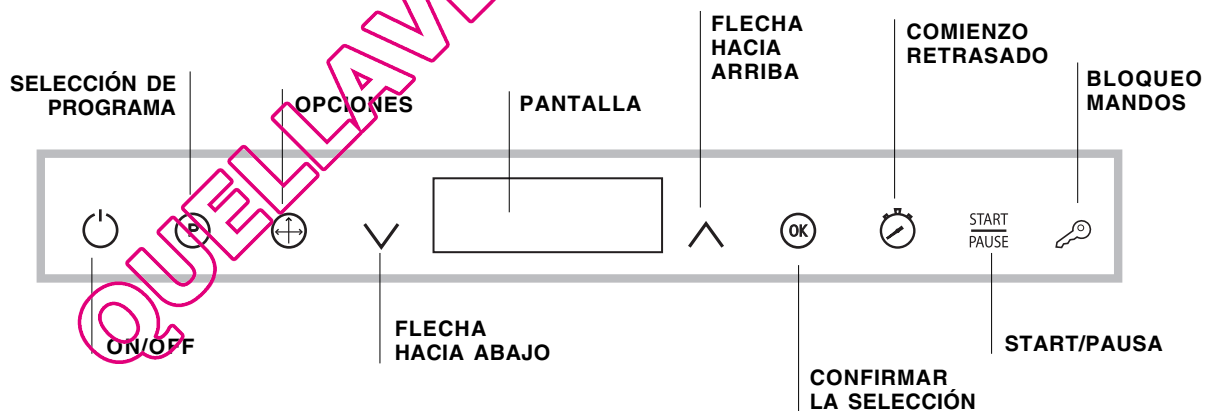 FLECHA
HACIA
ARRIBA
COMIENZO
RETRASADO
BLOQUEO
MANDOS
SELECCIÓN DE
PROGRAMA
OPCIONES
PANTALLA
P
OK
START
PAUSE
ON/OFF
FLECHA
HACIA ABAJO
START/PAUSA
CONFIRMAR
LA SELECCIÓN
QUELLAVE